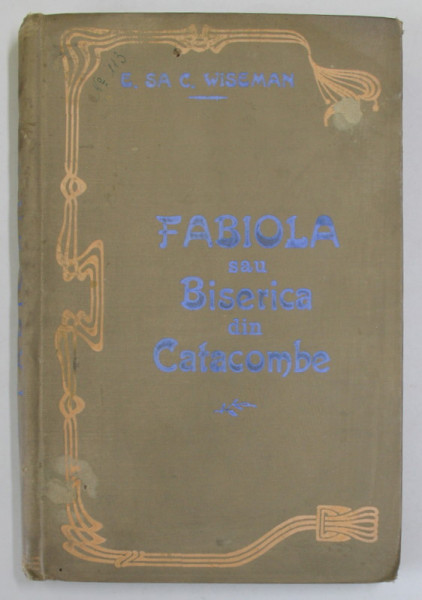 E. SA C. WISEMAN
FABIOLA
sau
Biserica
din
Catacombe